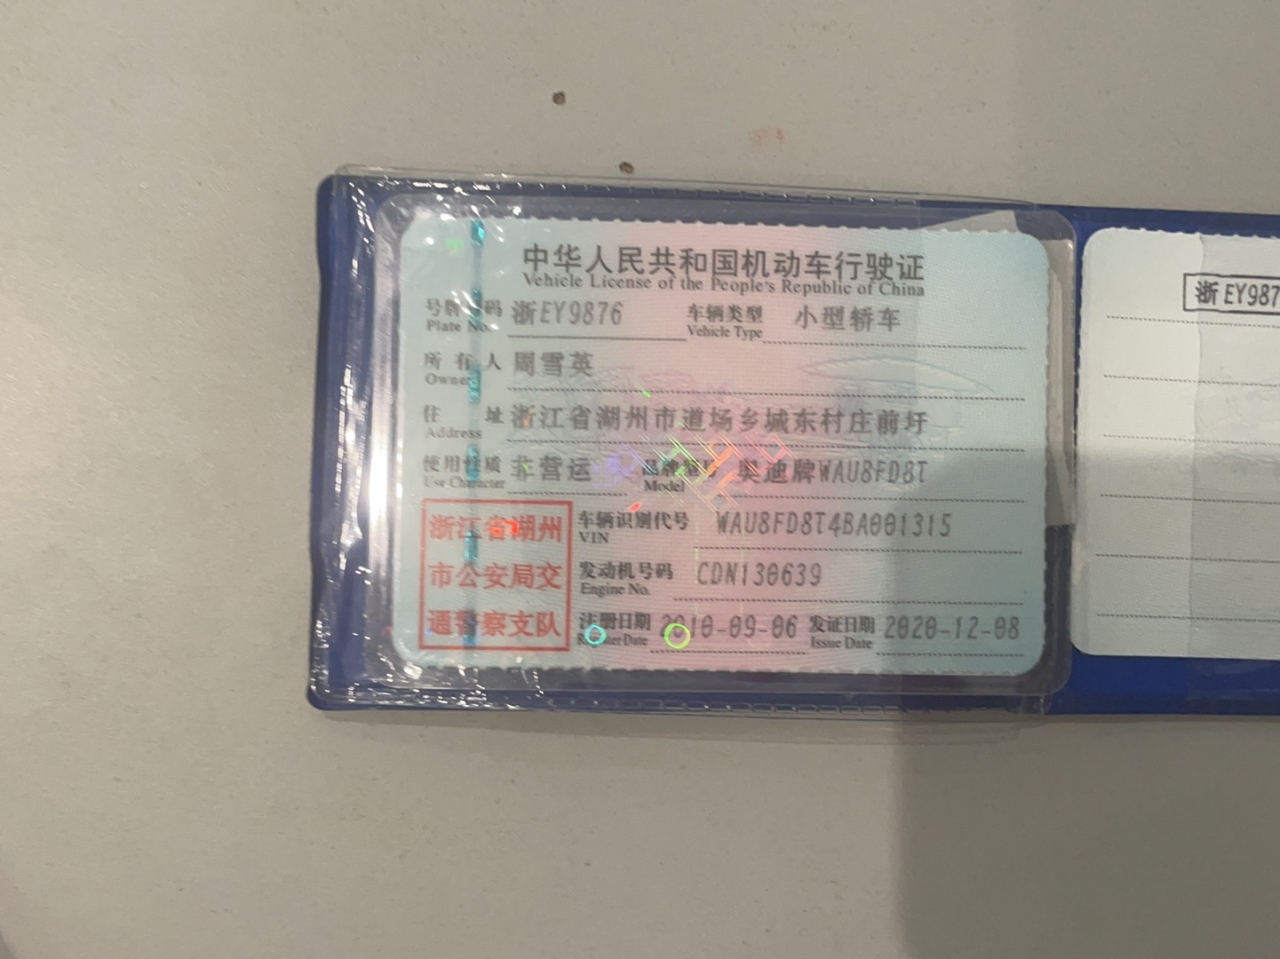 中华人民共和国机动车行驶证
Vehicle License of the People's Republic of China
号牌号码 浙EY9876 车辆类型 小型轿车
Plate No. Vehicle Type
所有人 周雪英
Owner
住址 浙江省湖州市道场乡城东村庄前圩
Address
使用性质 非营运 品牌型号 奥迪牌WAU8FD8T
Use Character Model
浙江省湖州
市公安局交
通警察支队
车辆识别代号 WAU8FD8T4BA001315
VIN
发动机号码 CDN130639
Engine No.
注册日期 2010-09-06 发证日期 2020-12-08
Register Date Issue Date
浙EY987